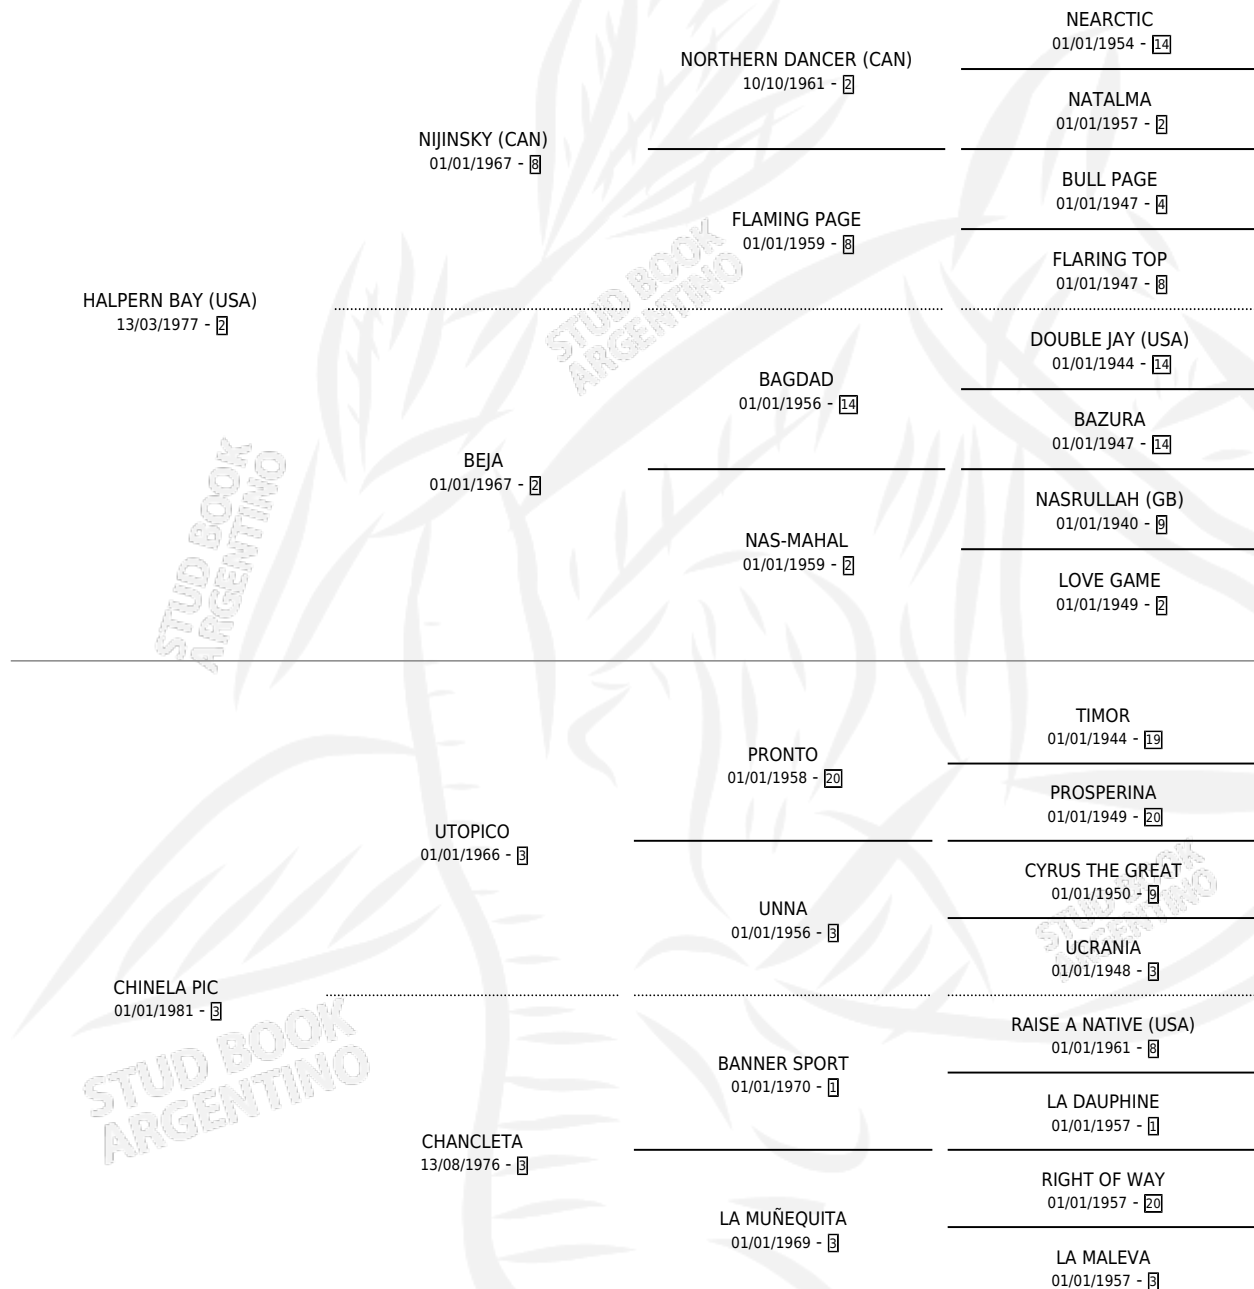 NEARCTIC
01/01/1954 - 14
NORTHERN DANCER (CAN)
10/10/1961 - 2
NATALMA
01/01/1957 - 2
NIJINSKY (CAN)
01/01/1967 - 8
BULL PAGE
01/01/1947 - 4
FLAMING PAGE
01/01/1959 - 8
FLARING TOP
01/01/1947 - 8
HALPERN BAY (USA)
13/03/1977 - 2
DOUBLE JAY (USA)
01/01/1944 - 14
BAGDAD
01/01/1956 - 14
BAZURA
01/01/1947 - 14
BEJA
01/01/1967 - 2
NASRULLAH (GB)
01/01/1940 - 9
NAS-MAHAL
01/01/1959 - 2
LOVE GAME
01/01/1949 - 2
TIMOR
01/01/1944 - 19
PRONTO
01/01/1958 - 20
PROSPERINA
01/01/1949 - 20
UTOPICO
01/01/1966 - 3
CYRUS THE GREAT
01/01/1950 - 9
UNNA
01/01/1956 - 3
UCRANIA
01/01/1948 - 3
CHINELA PIC
01/01/1981 - 3
RAISE A NATIVE (USA)
01/01/1961 - 8
BANNER SPORT
01/01/1970 - 1
LA DAUPHINE
01/01/1957 - 1
CHANCLETA
13/08/1976 - 3
RIGHT OF WAY
01/01/1957 - 20
LA MUÑEQUITA
01/01/1969 - 3
LA MALEVA
01/01/1957 - 3
STUD BOOK
ARGENTINO
STUD BOOK
ARGENTINO
STUD BOOK
ARGENTINO
STUD BOOK
ARGENTINO